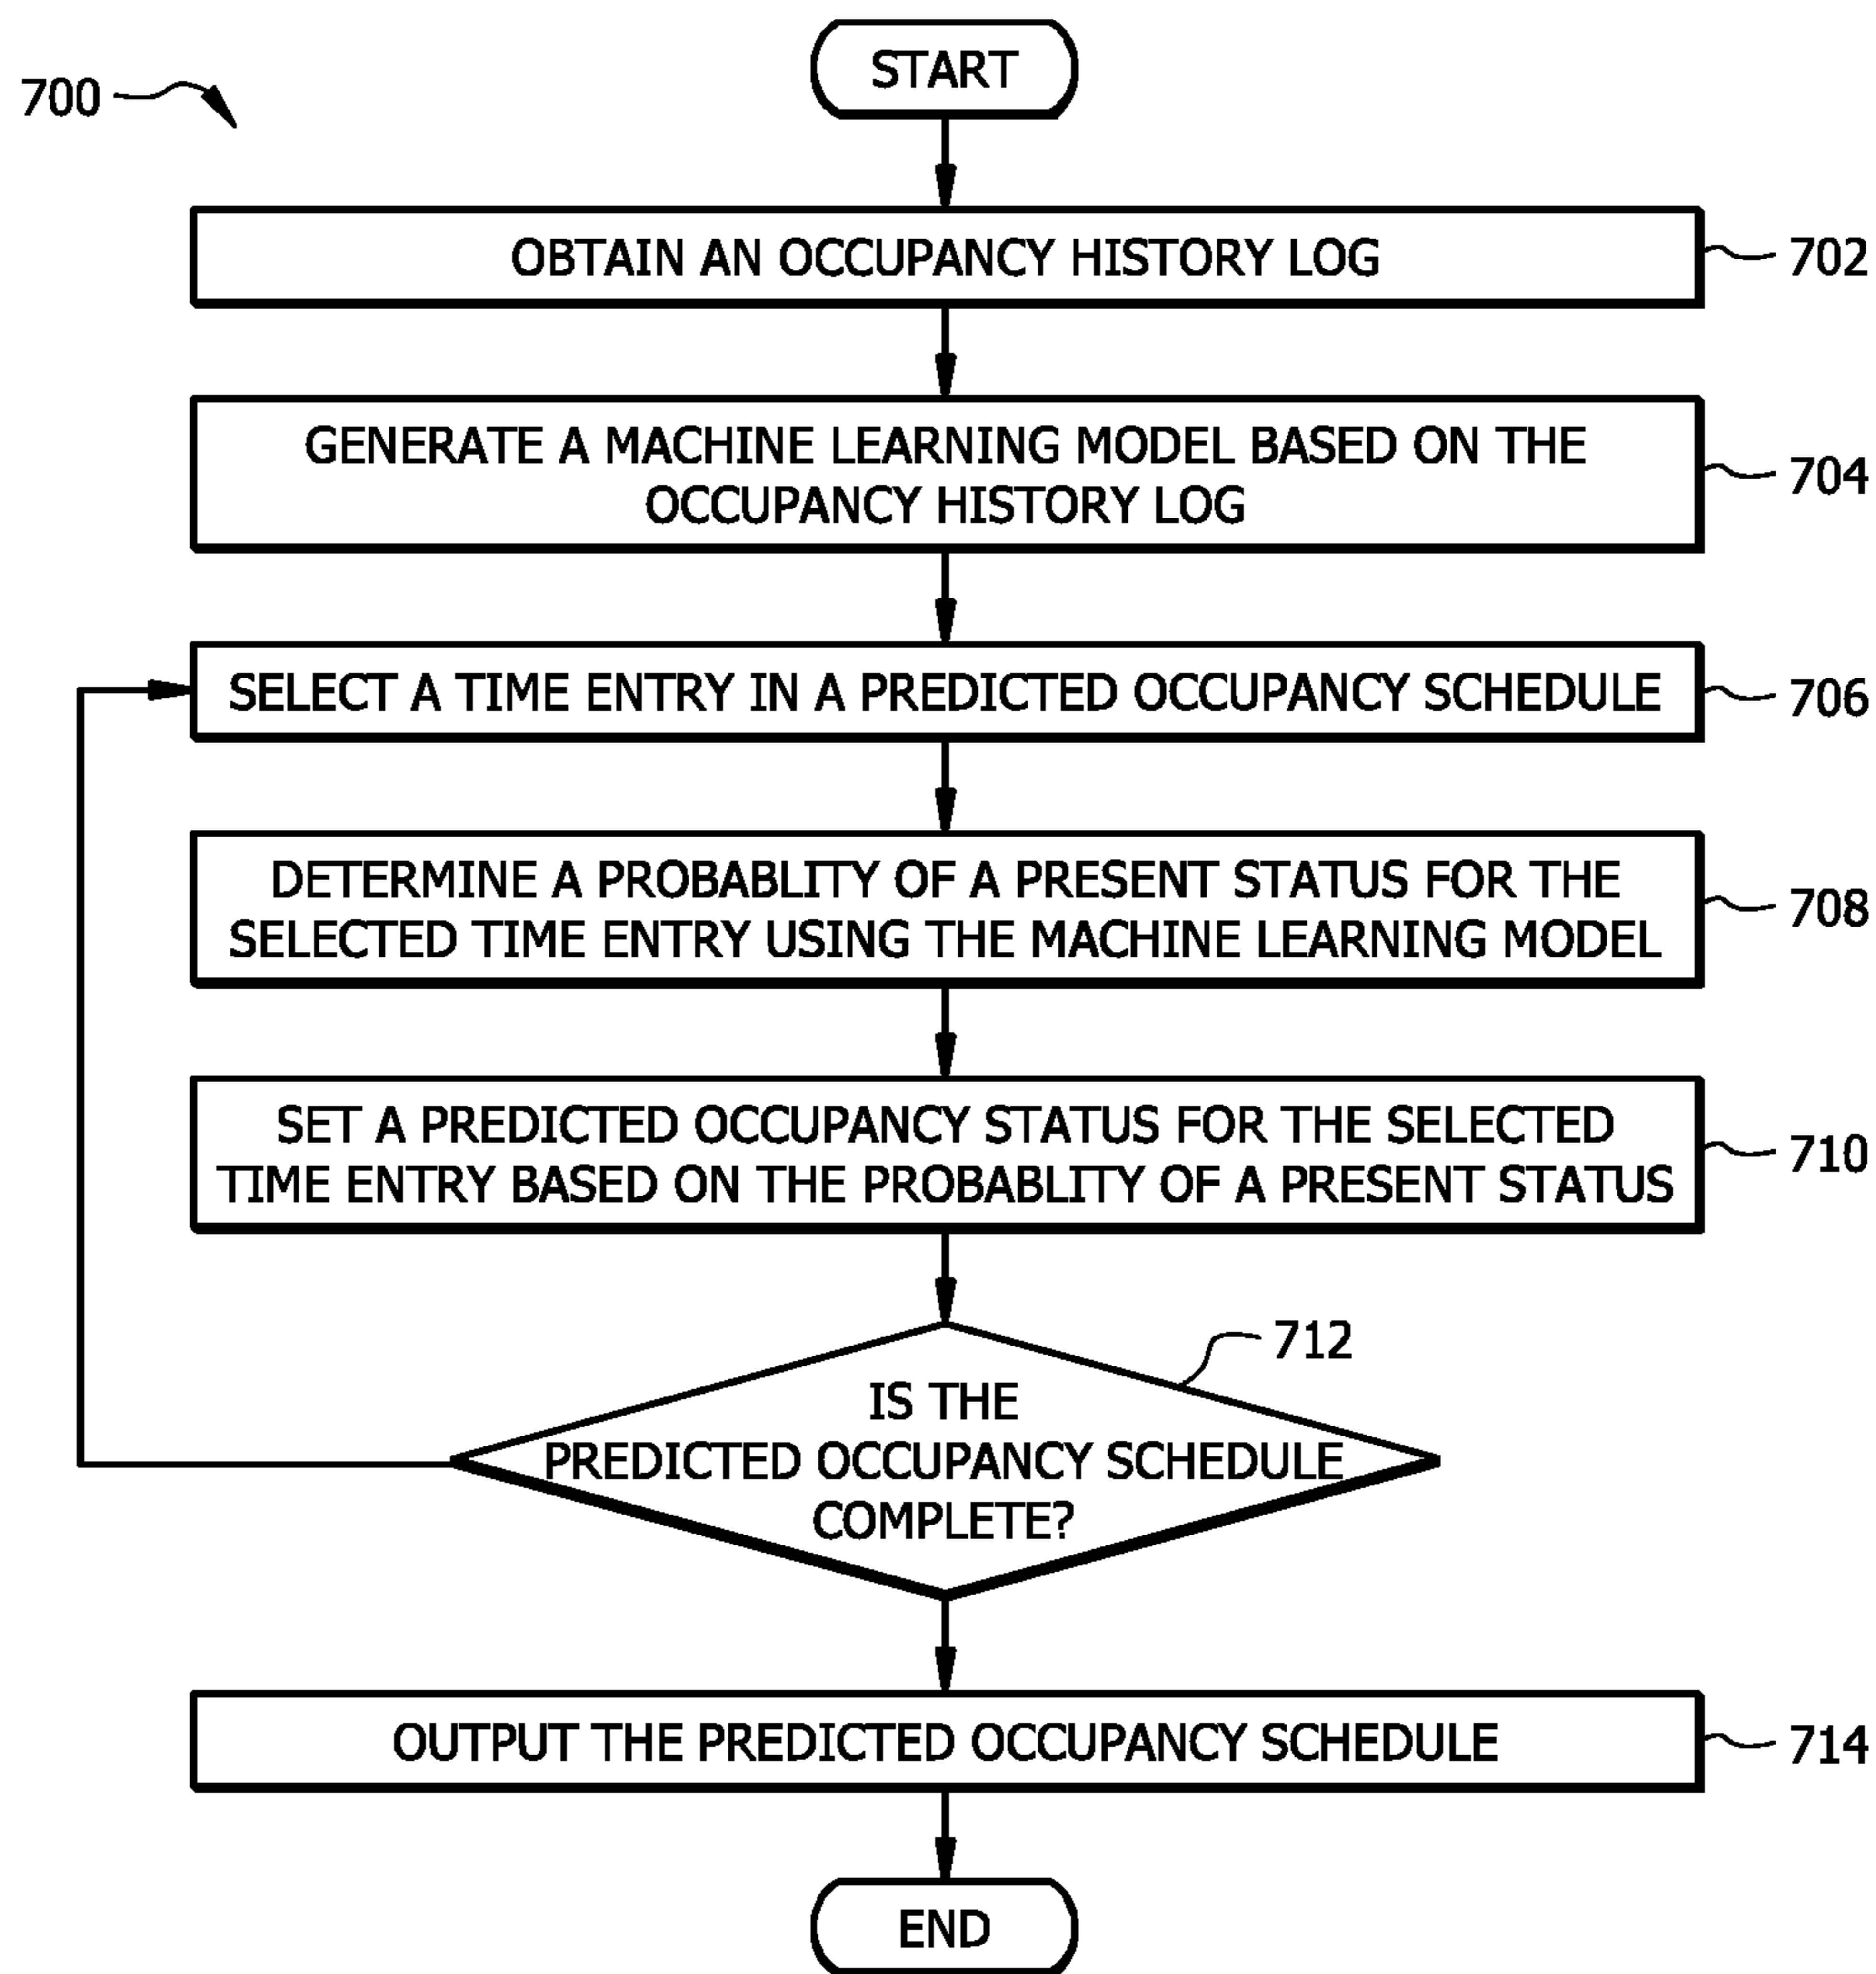 START
700
OBTAIN AN OCCUPANCY HISTORY LOG
702
GENERATE A MACHINE LEARNING MODEL BASED ON THE
OCCUPANCY HISTORY LOG
704
SELECT A TIME ENTRY IN A PREDICTED OCCUPANCY SCHEDULE
706
DETERMINE A PROBABLITY OF A PRESENT STATUS FOR THE
SELECTED TIME ENTRY USING THE MACHINE LEARNING MODEL
708
SET A PREDICTED OCCUPANCY STATUS FOR THE SELECTED
TIME ENTRY BASED ON THE PROBABLITY OF A PRESENT STATUS
710
712
IS THE
PREDICTED OCCUPANCY SCHEDULE
COMPLETE?
OUTPUT THE PREDICTED OCCUPANCY SCHEDULE
714
END